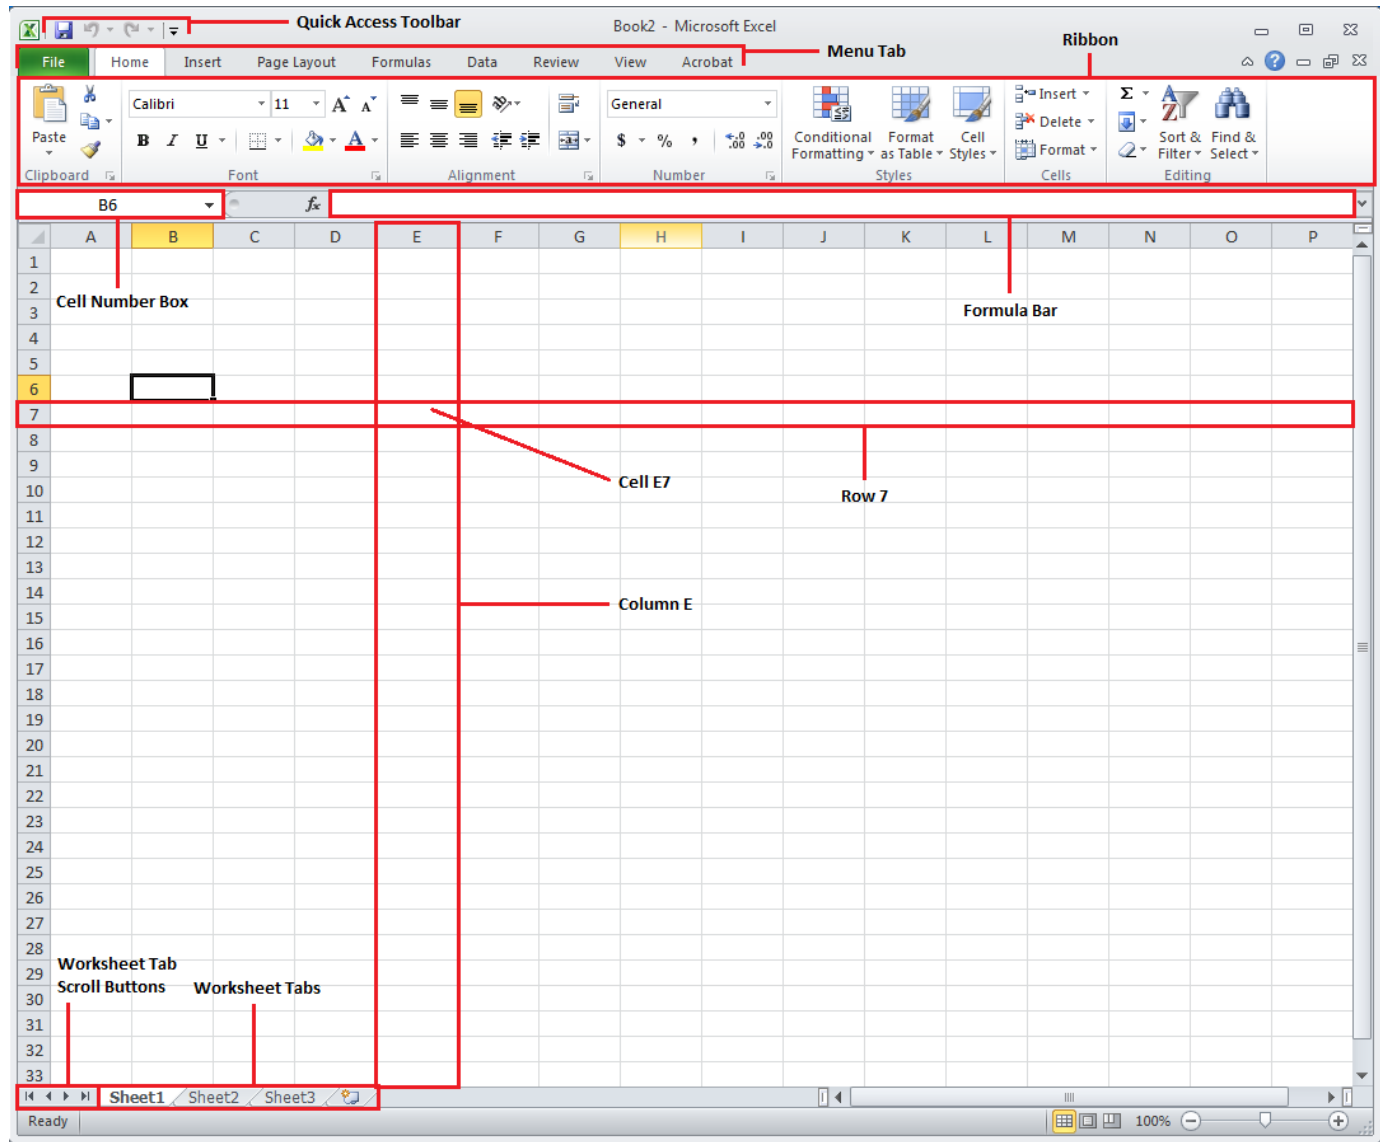 Quick Access Toolbar
Book2 - Microsoft Excel
Menu Tab
Ribbon
File Home Insert Page Layout Formulas Data Review View Acrobat
Calibri 11 General
Insert
Σ
Delete
Paste
B I U A $ % , .0 .00 .00 .0
Conditional Format Cell
Sort & Find &
Formatting as Table Styles
Format
Filter Select
Clipboard Font Alignment Number Styles Cells Editing
B6 fx
A B C D E F G H I J K L M N O P
1
2
Cell Number Box
Formula Bar
3
4
5
6
7
8
9
Cell E7
10
Row 7
11
12
13
14
Column E
15
16
17
18
19
20
21
22
23
24
25
26
27
28
Worksheet Tab
29
Scroll Buttons Worksheet Tabs
30
31
32
33
Sheet1 Sheet2 Sheet3
Ready 100%